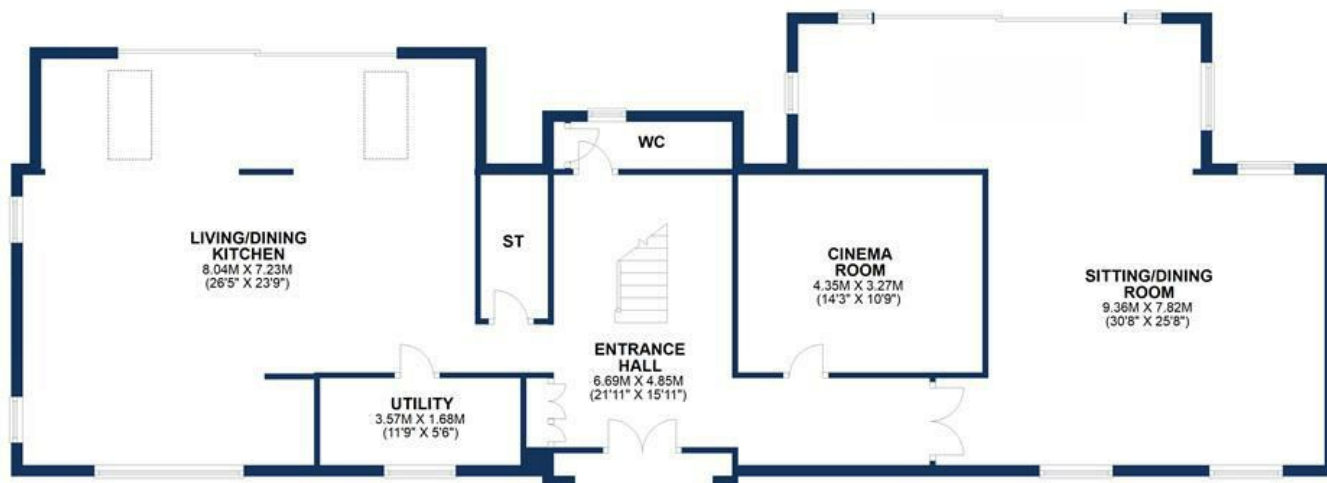 WC
LIVING/DINING
KITCHEN
8.04M X 7.23M
(26'5" X 23'9")
ST
CINEMA
ROOM
4.35M X 3.27M
(14'3" X 10'9")
SITTING/DINING
ROOM
9.36M X 7.82M
(30'8" X 25'8")
ENTRANCE
HALL
6.69M X 4.85M
(21'11" X 15'11")
UTILITY
3.57M X 1.68M
(11'9" X 5'6")